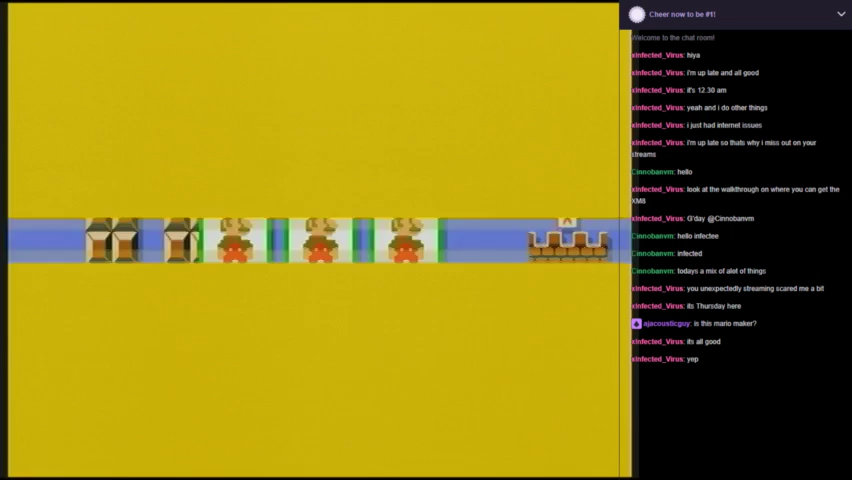 Cheer now to be #1!
Welcome to the chat room!
xInfected_Virus: hiya
xInfected_Virus: i'm up late and all good
xInfected_Virus: it's 12.30 am
xInfected_Virus: yeah and i do other things
xInfected_Virus: i just had internet issues
xInfected_Virus: i'm up late so thats why i miss out on your
streams
Cinnobanvm: hello
xInfected_Virus: look at the walkthrough on where you can get the
XM8
xInfected_Virus: G'day @Cinnobanvm
Cinnobanvm: hello infectee
Cinnobanvm: infected
Cinnobanvm: todays a mix of alot of things
xInfected_Virus: you unexpectedly streaming scared me a bit
xInfected_Virus: its Thursday here
ajacousticguy: is this mario maker?
xInfected_Virus: its all good
xInfected_Virus: yep